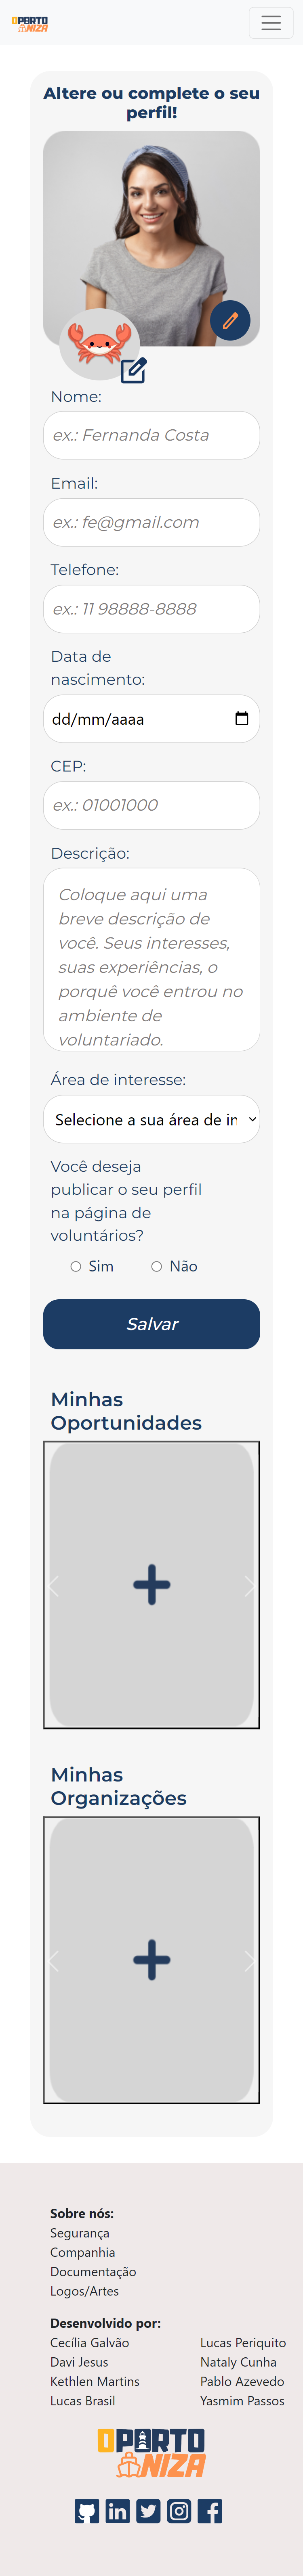 OPORTO
NIZA
Altere ou complete o seu
perfil!
Nome:
ex.: Fernanda Costa
Email:
ex.: fe@gmail.com
Telefone:
ex.: 11 98888-8888
Data de
nascimento:
dd/mm/aaaa
CEP:
ex.: 01001000
Descrição:
Coloque aqui uma
breve descrição de
você. Seus interesses,
suas experiências, o
porquê você entrou no
ambiente de
voluntariado.
Área de interesse:
Selecione a sua área de in
Você deseja
publicar o seu perfil
na página de
voluntários?
Sim Não
Salvar
Minhas
Oportunidades
Minhas
Organizações
Sobre nós:
Segurança
Companhia
Documentação
Logos/Artes
Desenvolvido por:
Cecília Galvão Lucas Periquito
Davi Jesus Nataly Cunha
Kethlen Martins Pablo Azevedo
Lucas Brasil Yasmim Passos
OPORTO
NIZA